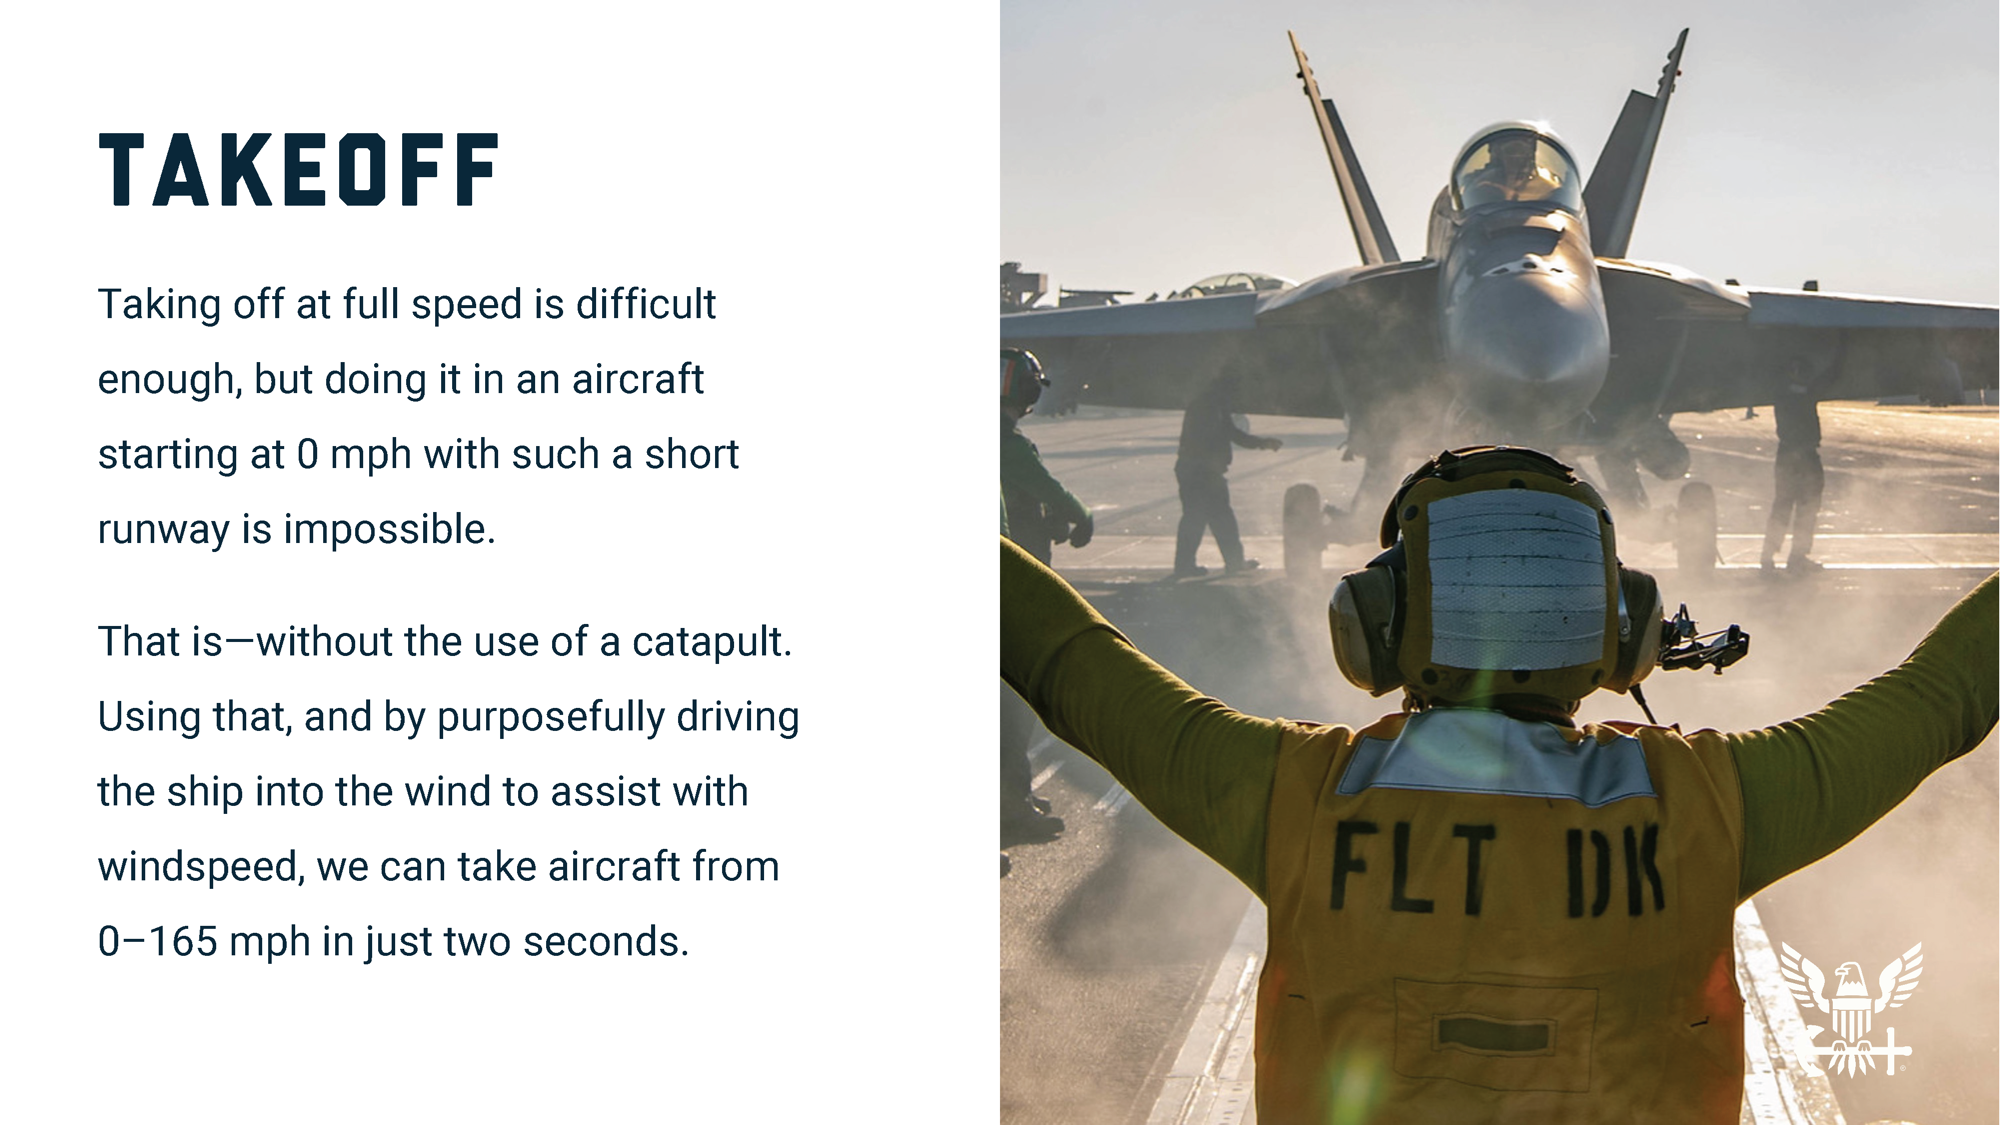 TAKEOFF
Taking off at full speed is difficult
enough, but doing it in an aircraft
starting at 0 mph with such a short
runway is impossible.
That is—without the use of a catapult.
Using that, and by purposefully driving
the ship into the wind to assist with
windspeed, we can take aircraft from
0–165 mph in just two seconds.
FLT DK